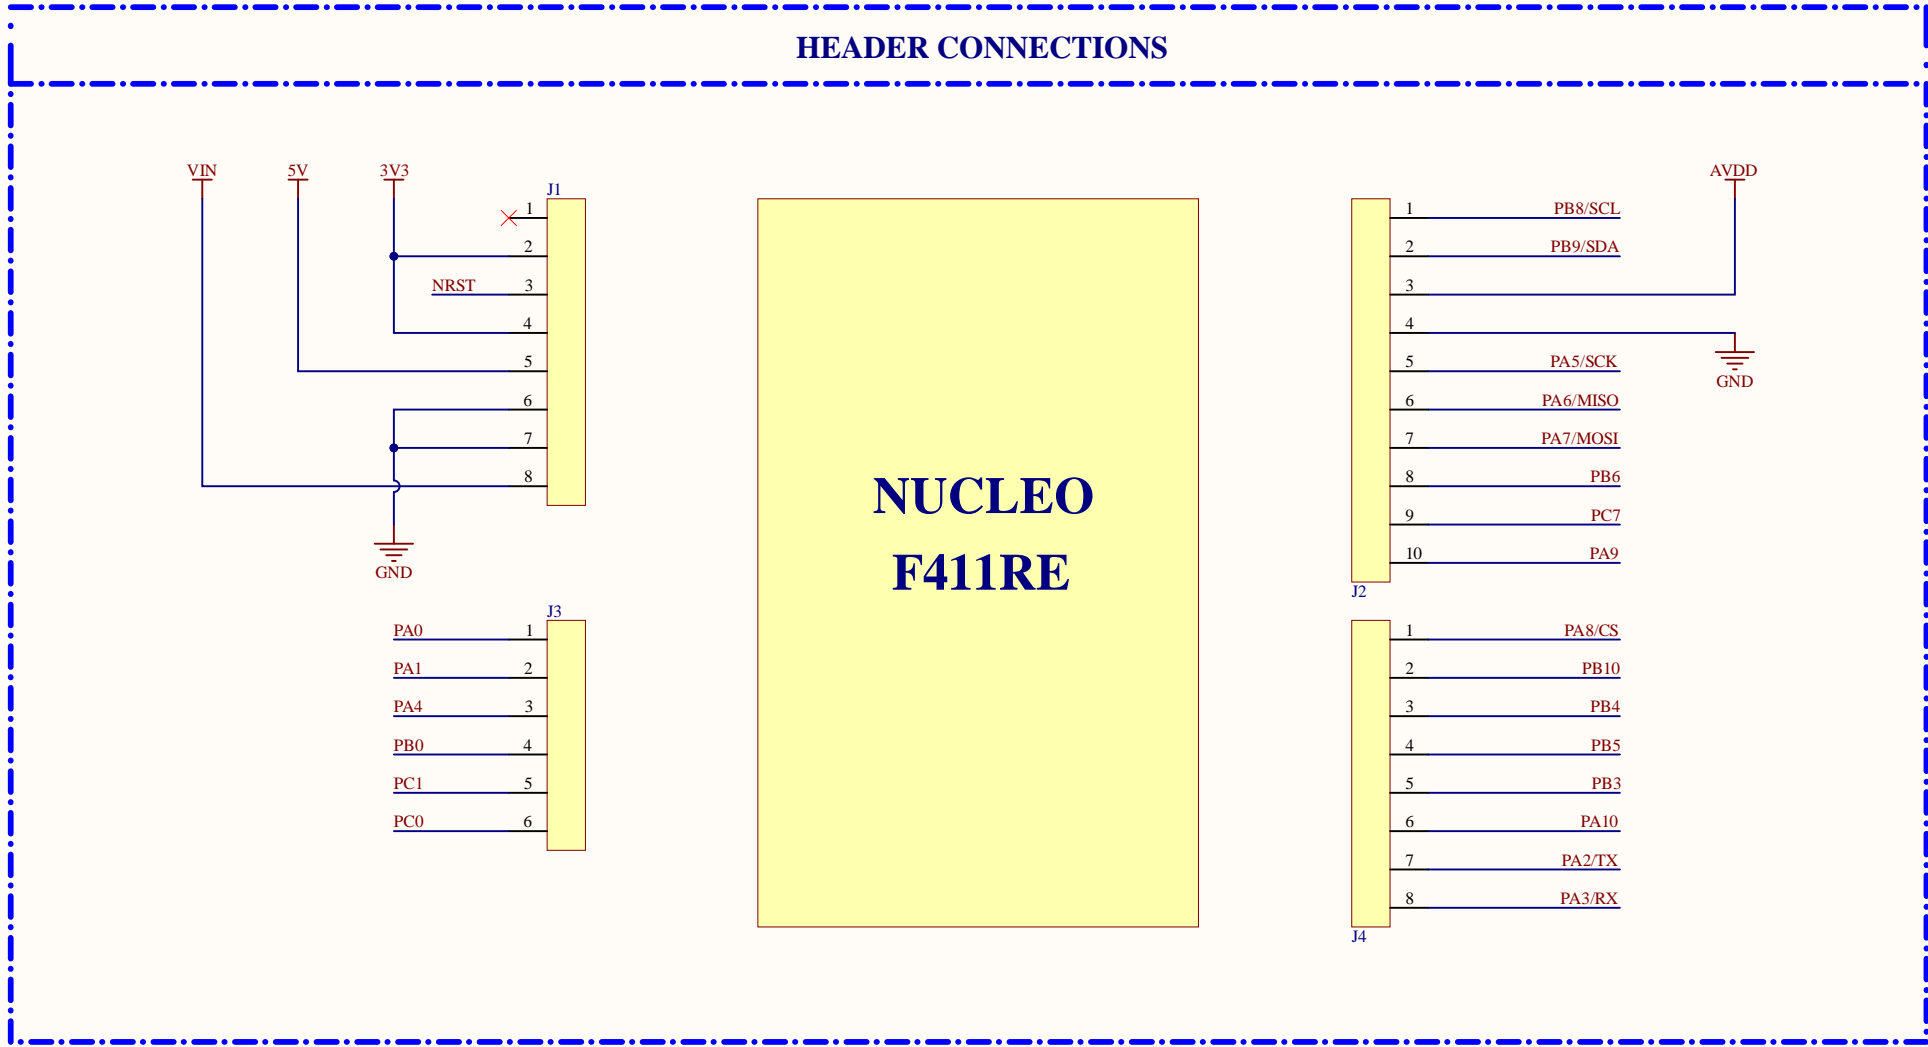 HEADER CONNECTIONS
VIN
5V
3V3
J1
1
2
NRST 3
4
5
6
7
8
GND
J3
PA0 1
PA1 2
PA4 3
PB0 4
PC1 5
PC0 6
NUCLEO
F411RE
AVDD
1 PB8/SCL
2 PB9/SDA
3
4
GND
5 PA5/SCK
6 PA6/MISO
7 PA7/MOSI
8 PB6
9 PC7
10 PA9
J2
1 PA8/CS
2 PB10
3 PB4
4 PB5
5 PB3
6 PA10
7 PA2/TX
8 PA3/RX
J4